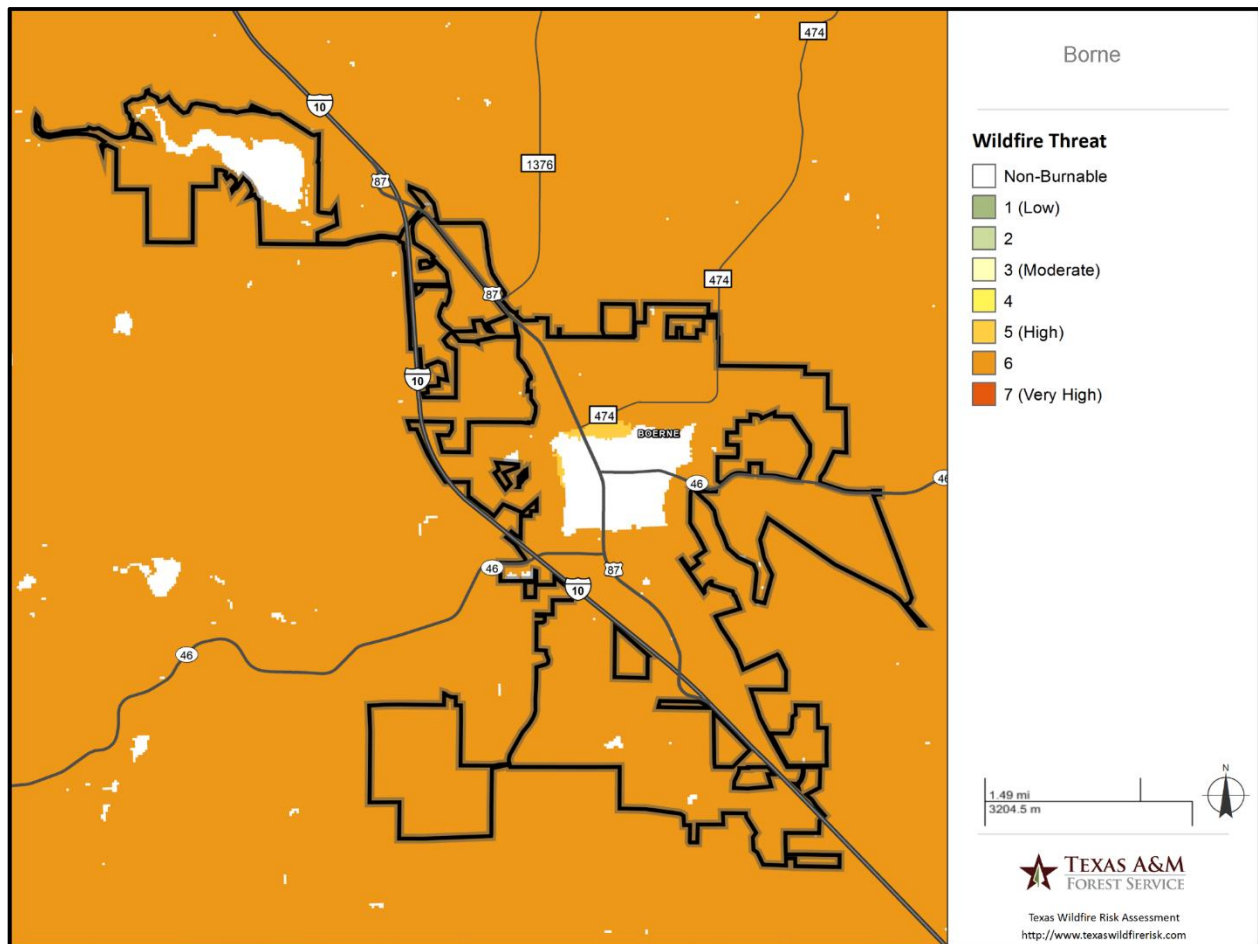 474
10
1376
87
474
87
10
474
BOERNE
46
46
46
87
10
46
Borne
Wildfire Threat
Non-Burnable
1 (Low)
2
3 (Moderate)
4
5 (High)
6
7 (Very High)
N
1.49 mi
3204.5 m
TEXAS A&M
FOREST SERVICE
Texas Wildfire Risk Assessment
http://www.texaswildfirerisk.com